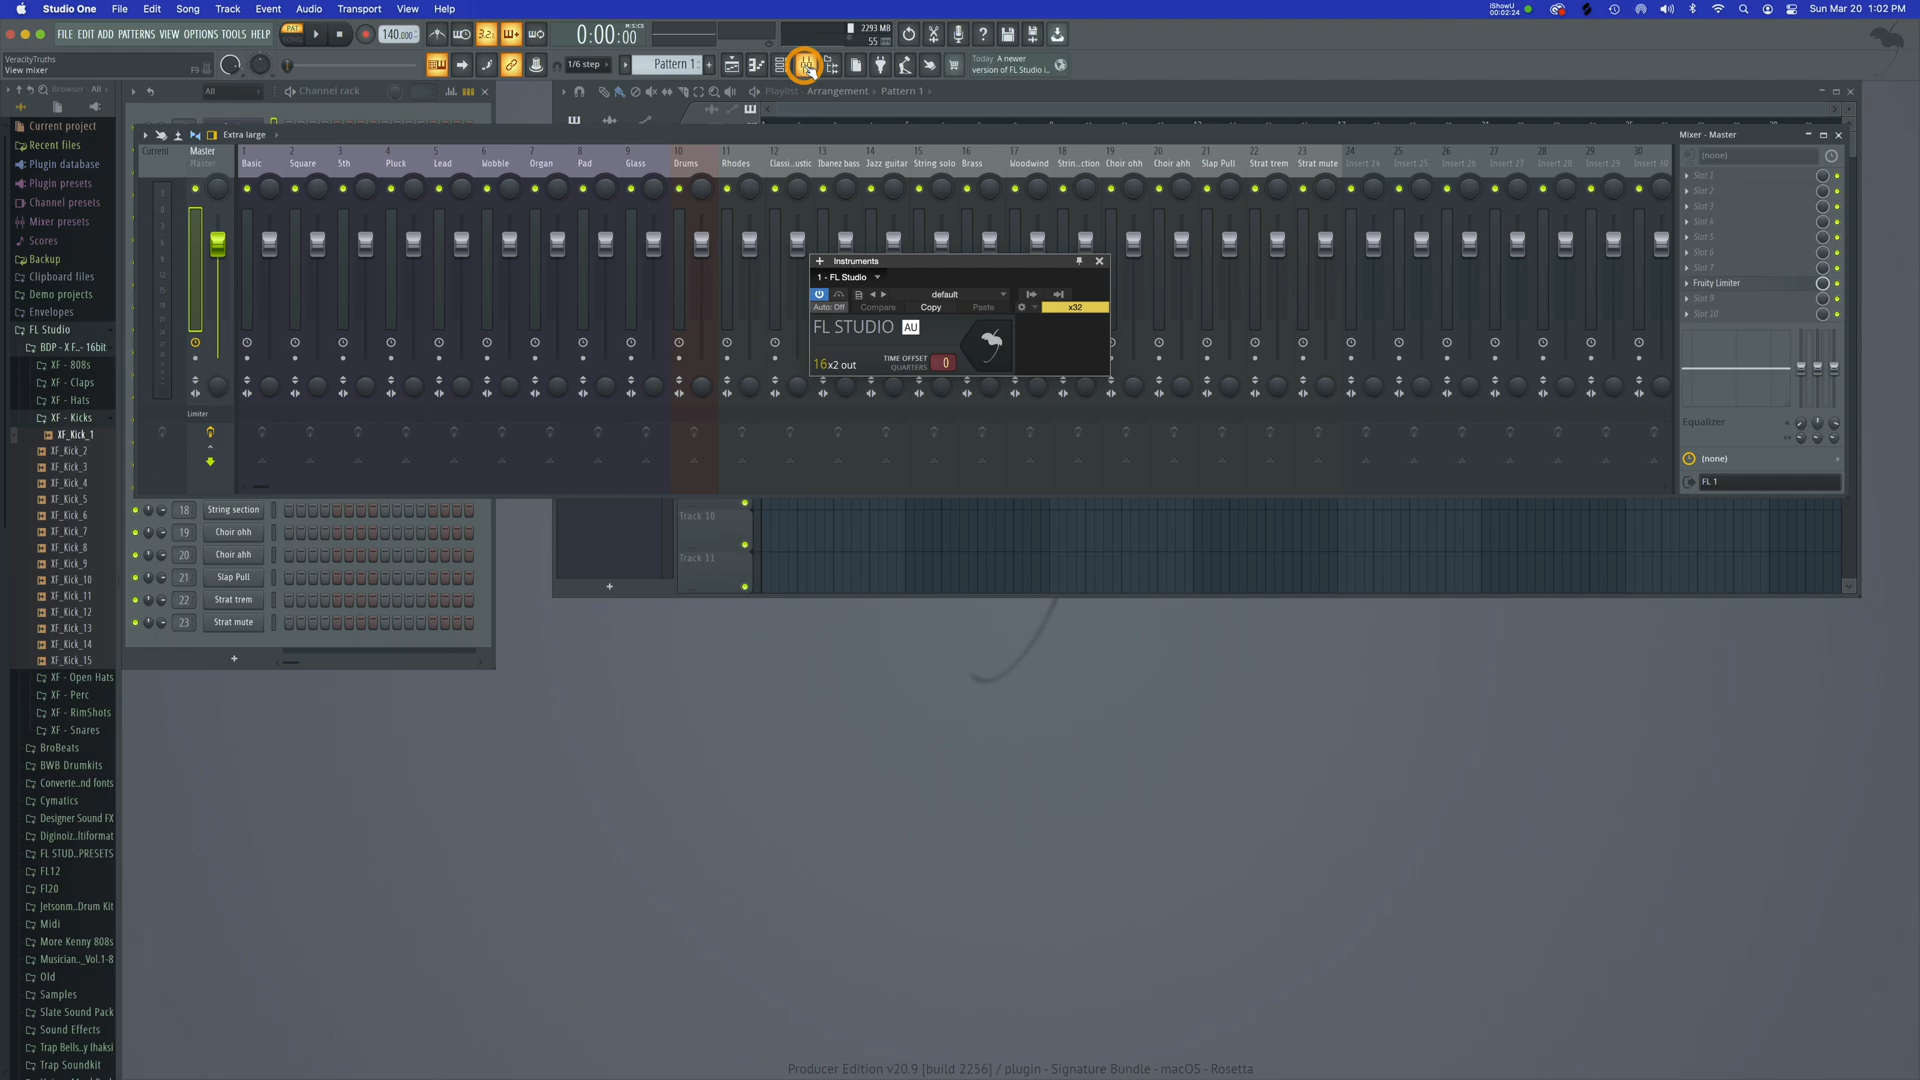 Studio One File Edit Song Track Event Audio Transport View Help
iShowU
00:02:24
Sun Mar 20 1:02 PM
FILE EDIT ADD PATTERNS VIEW OPTIONS TOOLS HELP
PAT
140.000
3.2:
0:00:00
M:S:CS
2293 MB
55
VeracityTruths
View mixer
F9
1/6 step
Pattern 1
Today A newer
version of FL Studio i...
Browser - All
All
Channel rack
Playlist - Arrangement › Pattern 1 ›
Current project
Recent files
Plugin database
Plugin presets
Channel presets
Mixer presets
Scores
Backup
Clipboard files
Demo projects
Envelopes
FL Studio
BDP - X F..- 16bit
XF - 808s
XF - Claps
XF - Hats
XF - Kicks
XF_Kick_1
XF_Kick_2
XF_Kick_3
XF_Kick_4
XF_Kick_5
XF_Kick_6
XF_Kick_7
XF_Kick_8
XF_Kick_9
XF_Kick_10
XF_Kick_11
XF_Kick_12
XF_Kick_13
XF_Kick_14
XF_Kick_15
XF - Open Hats
XF - Perc
XF - RimShots
XF - Snares
BroBeats
BWB Drumkits
Converte..nd fonts
Cymatics
Designer Sound FX
Diginoiz..ltiformat
FL STUD..PRESETS
FL12
Fl20
Jetsonm..Drum Kit
Midi
More Kenny 808s
Musician.._Vol.1-8
Old
Samples
Slate Sound Pack
Sound Effects
Trap Bells..y Ihaksi
Trap Soundkit
Extra large
Mixer - Master
Current Master 1 2 3 4 5 6 7 8 9 10 11 12 13 14 15 16 17 18 19 20 21 22 23 24 25 26 27 28 29 30
Master Basic Square 5th Pluck Lead Wobble Organ Pad Glass Drums Rhodes Classi..ustic Ibanez bass Jazz guitar String solo Brass Woodwind Strin..ction Choir ohh Choir ahh Slap Pull Strat trem Strat mute Insert 24 Insert 25 Insert 26 Insert 27 Insert 28 Insert 29 Insert 30
Limiter
(none)
Slot 1
Slot 2
Slot 3
Slot 4
Slot 5
Slot 6
Slot 7
Fruity Limiter
Slot 9
Slot 10
Equalizer
(none)
FL 1
Instruments
1 - FL Studio
default
Auto: Off Compare Copy Paste x32
FL STUDIO AU
16x2 out
TIME OFFSET
QUARTERS
0
18 String section
19 Choir ohh
20 Choir ahh
21 Slap Pull
22 Strat trem
23 Strat mute
Track 10
Track 11
Producer Edition v20.9 [build 2256] / plugin - Signature Bundle - macOS - Rosetta